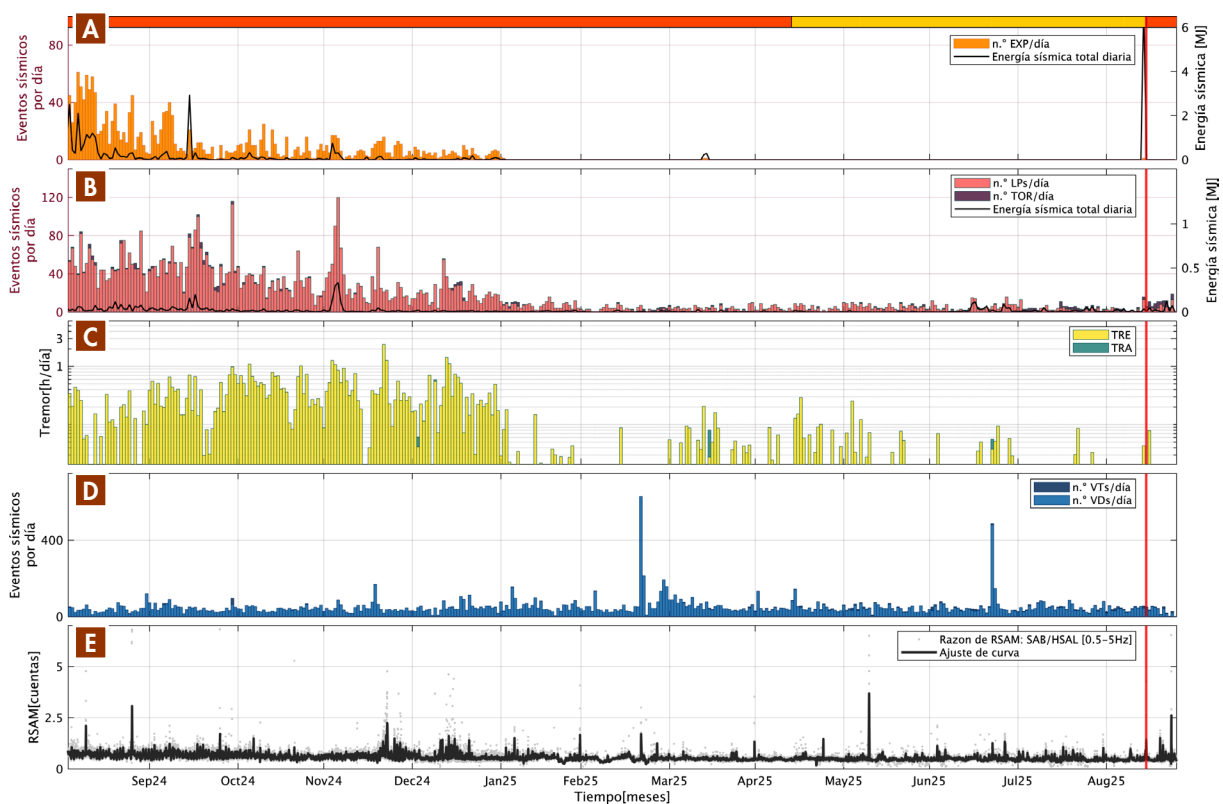 A
Eventos sísmicos
por día
80
40
0
6
4
2
0
Energía sísmica [MJ]
n.° EXP/día
Energía sísmica total diaria
B
Eventos sísmicos
por día
120
80
40
0
1
0.5
0
Energía sísmica [MJ]
n.° LPs/día
n.° TOR/día
Energía sísmica total diaria
C
Tremor[h/día]
3
1
TRE
TRA
D
Eventos sísmicos
por día
400
0
n.° VTs/día
n.° VDs/día
E
RSAM[cuentas]
5
2.5
0
Razon de RSAM: SAB/HSAL [0.5-5Hz]
Ajuste de curva
Sep24 Oct24 Nov24 Dec24 Jan25 Feb25 Mar25 Apr25 May25 Jun25 Jul25 Aug25
Tiempo[meses]